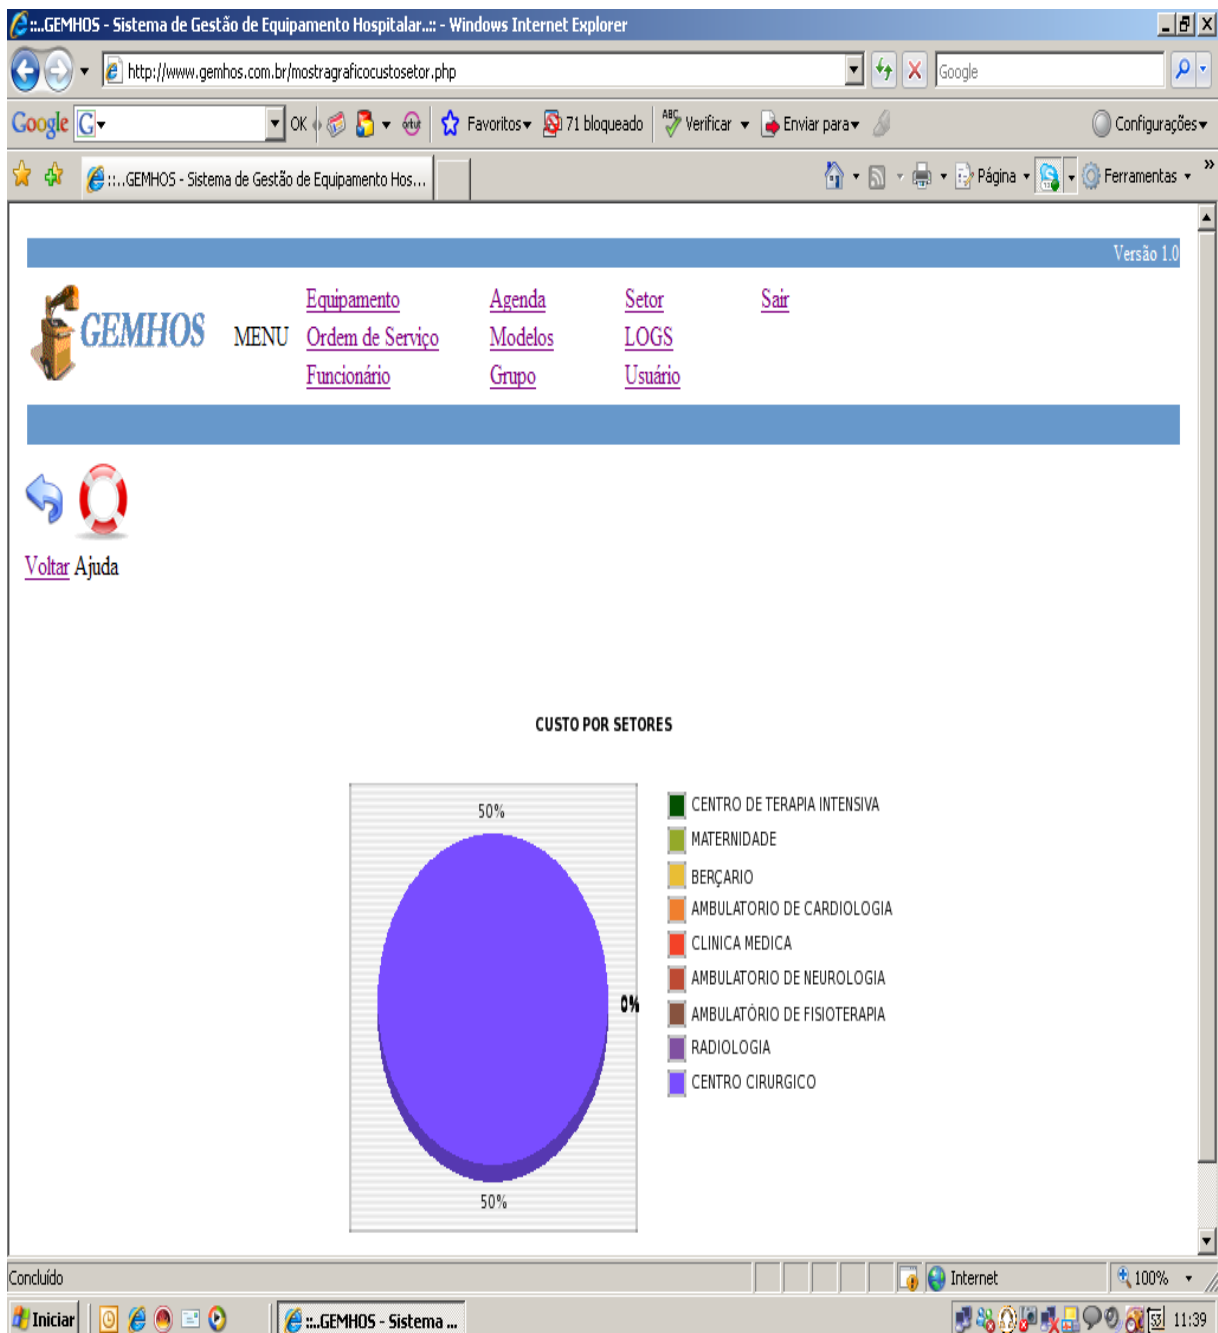 ::...GEMHOS - Sistema de Gestão de Equipamento Hospitalar..:: - Windows Internet Explorer
http://www.gemhos.com.br/mostragraficocustosetor.php
Google
Google G OK Favoritos 71 bloqueado ABC Verificar Enviar para Configurações
::...GEMHOS - Sistema de Gestão de Equipamento Hos... Página Ferramentas »
Versão 1.0
Equipamento Agenda Setor Sair
GEMHOS MENU Ordem de Serviço Modelos LOGS
Funcionário Grupo Usuário
Voltar Ajuda
CUSTO POR SETORES
50%
CENTRO DE TERAPIA INTENSIVA
MATERNIDADE
BERÇARIO
AMBULATORIO DE CARDIOLOGIA
CLINICA MEDICA
AMBULATORIO DE NEUROLOGIA
0%
AMBULATÓRIO DE FISIOTERAPIA
RADIOLOGIA
CENTRO CIRURGICO
50%
Concluído Internet 100%
Iniciar ::...GEMHOS - Sistema ... 11:39